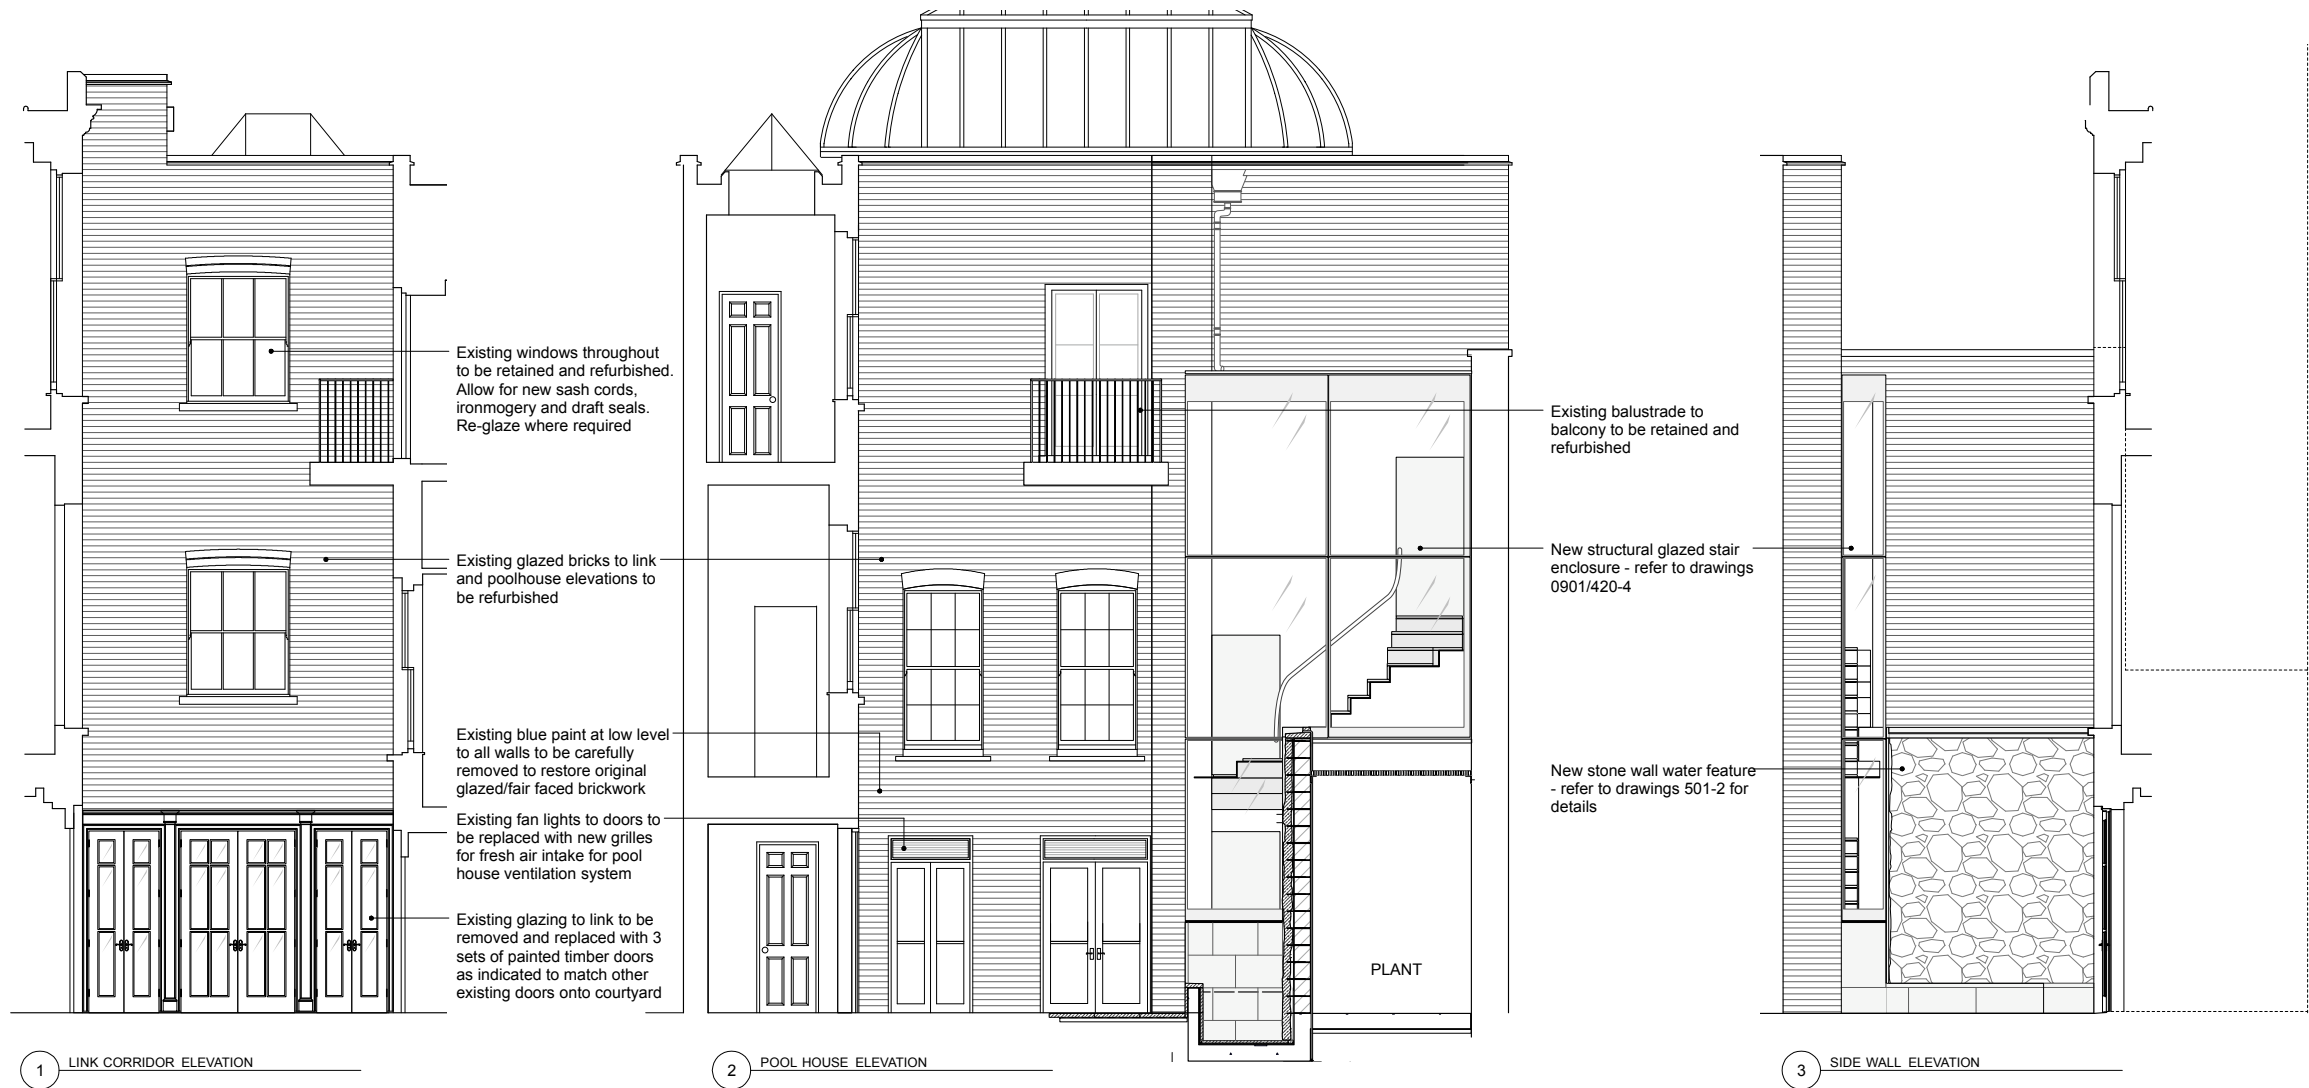 Existing windows throughout
to be retained and refurbished.
Allow for new sash cords,
ironmogery and draft seals.
Re-glaze where required
Existing glazed bricks to link
and poolhouse elevations to
be refurbished
Existing blue paint at low level
to all walls to be carefully
removed to restore original
glazed/fair faced brickwork
Existing fan lights to doors to
be replaced with new grilles
for fresh air intake for pool
house ventilation system
Existing glazing to link to be
removed and replaced with 3
sets of painted timber doors
as indicated to match other
existing doors onto courtyard
Existing balustrade to
balcony to be retained and
refurbished
New structural glazed stair
enclosure - refer to drawings
0901/420-4
New stone wall water feature
- refer to drawings 501-2 for
details
PLANT
1 LINK CORRIDOR ELEVATION
2 POOL HOUSE ELEVATION
3 SIDE WALL ELEVATION